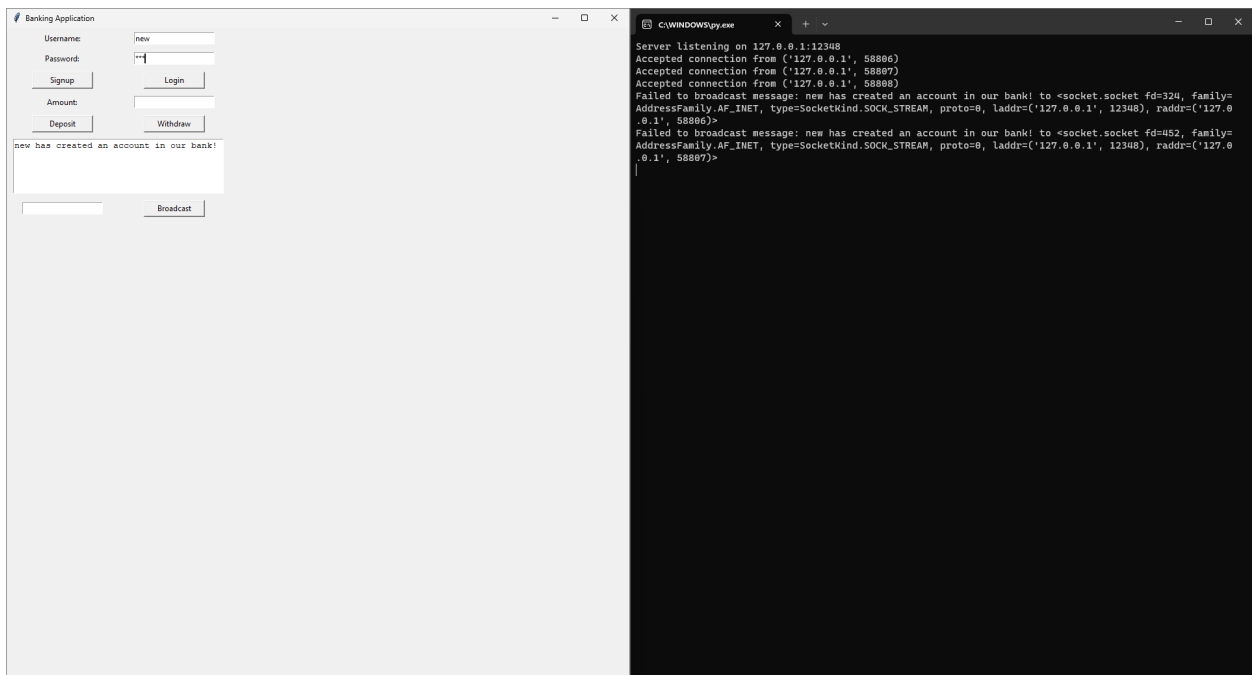 Banking Application
Username: new
Password: ***
Signup Login
Amount:
Deposit Withdraw
new has created an account in our bank!
Broadcast
C:\WINDOWS\py.exe
Server listening on 127.0.0.1:12348
Accepted connection from ('127.0.0.1', 58806)
Accepted connection from ('127.0.0.1', 58807)
Accepted connection from ('127.0.0.1', 58808)
Failed to broadcast message: new has created an account in our bank! to <socket.socket fd=324, family=
AddressFamily.AF_INET, type=SocketKind.SOCK_STREAM, proto=0, laddr=('127.0.0.1', 12348), raddr=('127.0
.0.1', 58806)>
Failed to broadcast message: new has created an account in our bank! to <socket.socket fd=452, family=
AddressFamily.AF_INET, type=SocketKind.SOCK_STREAM, proto=0, laddr=('127.0.0.1', 12348), raddr=('127.0
.0.1', 58807)>